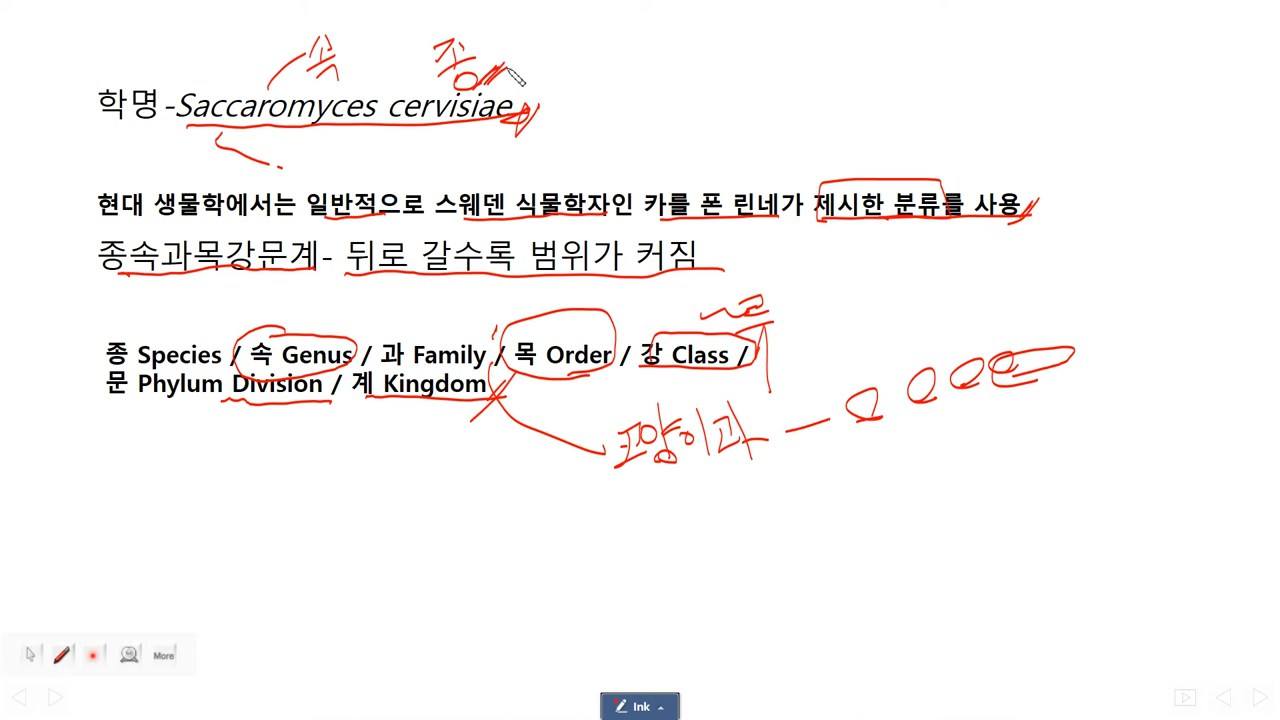 속 종
학명-Saccaromyces cervisiae
현대 생물학에서는 일반적으로 스웨덴 식물학자인 카를 폰 린네가 제시한 분류를 사용
종속과목강문계- 뒤로 갈수록 범위가 커짐
종 Species / 속 Genus / 과 Family / 목 Order / 강 Class /
문 Phylum Division / 계 Kingdom
고양이과
More
Ink